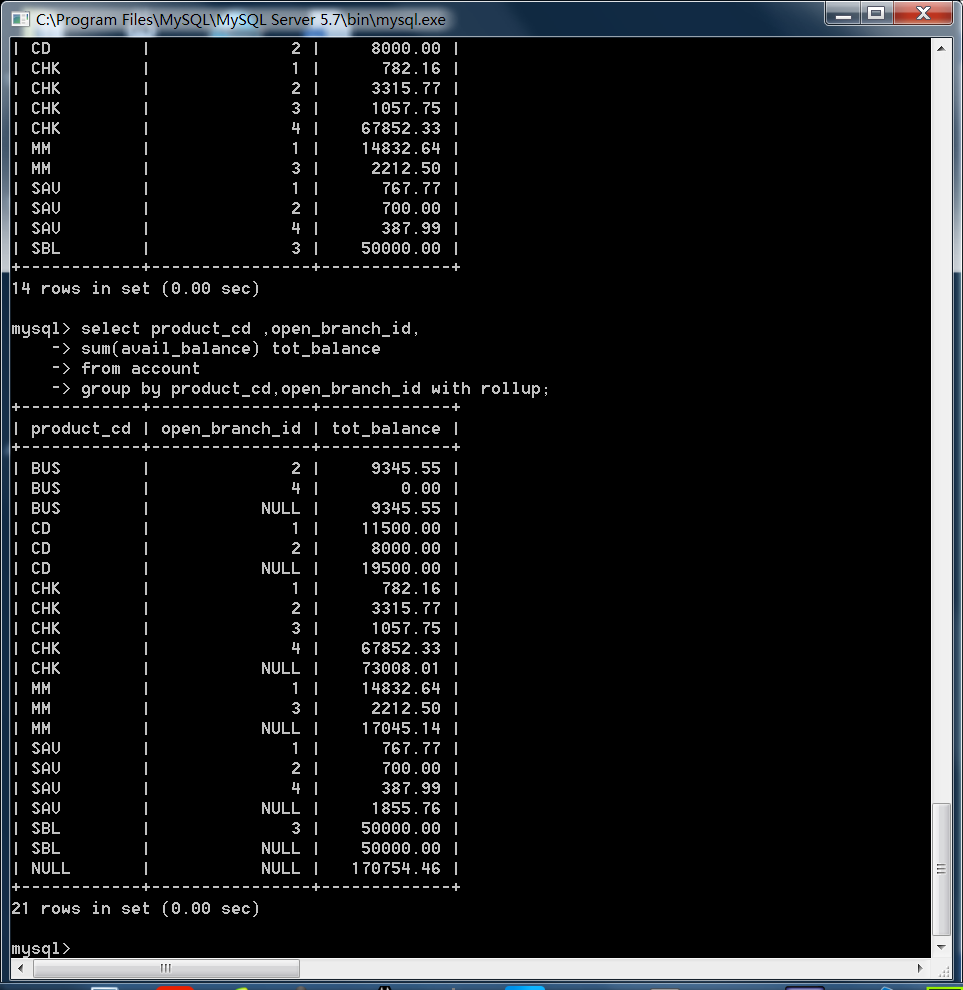 C:\Program Files\MySQL\MySQL Server 5.7\bin\mysql.exe
| CD | 2 | 8000.00 |
| CHK | 1 | 782.16 |
| CHK | 2 | 3315.77 |
| CHK | 3 | 1057.75 |
| CHK | 4 | 67852.33 |
| MM | 1 | 14832.64 |
| MM | 3 | 2212.50 |
| SAV | 1 | 767.77 |
| SAV | 2 | 700.00 |
| SAV | 4 | 387.99 |
| SBL | 3 | 50000.00 |
+------------+----------------+-------------+
14 rows in set (0.00 sec)
mysql> select product_cd ,open_branch_id,
-> sum(avail_balance) tot_balance
-> from account
-> group by product_cd,open_branch_id with rollup;
+------------+----------------+-------------+
| product_cd | open_branch_id | tot_balance |
+------------+----------------+-------------+
| BUS | 2 | 9345.55 |
| BUS | 4 | 0.00 |
| BUS | NULL | 9345.55 |
| CD | 1 | 11500.00 |
| CD | 2 | 8000.00 |
| CD | NULL | 19500.00 |
| CHK | 1 | 782.16 |
| CHK | 2 | 3315.77 |
| CHK | 3 | 1057.75 |
| CHK | 4 | 67852.33 |
| CHK | NULL | 73008.01 |
| MM | 1 | 14832.64 |
| MM | 3 | 2212.50 |
| MM | NULL | 17045.14 |
| SAV | 1 | 767.77 |
| SAV | 2 | 700.00 |
| SAV | 4 | 387.99 |
| SAV | NULL | 1855.76 |
| SBL | 3 | 50000.00 |
| SBL | NULL | 50000.00 |
| NULL | NULL | 170754.46 |
+------------+----------------+-------------+
21 rows in set (0.00 sec)
mysql>